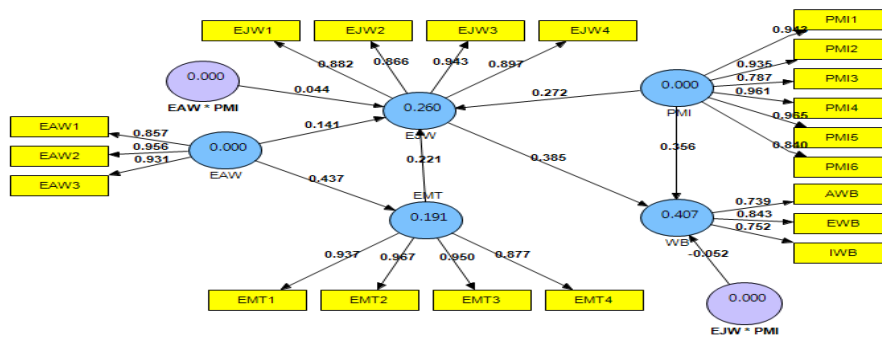 EJW1 EJW2 EJW3 EJW4
PMI1
PMI2
PMI3
PMI4
PMI5
PMI6
0.882 0.866 0.943 0.897
0.943
0.935
0.787
0.961
0.965
0.840
0.000
EAW * PMI
0.044
0.260
EJW
0.272
0.000
PMI
EAW1
EAW2
EAW3
0.857
0.956
0.931
0.000
EAW
0.141
0.221
0.385
0.356
0.437
EMT
0.191
0.407
WB
AWB
EWB
IWB
0.739
0.843
0.752
-0.052
0.937 0.967 0.950 0.877
EMT1 EMT2 EMT3 EMT4
0.000
EJW * PMI